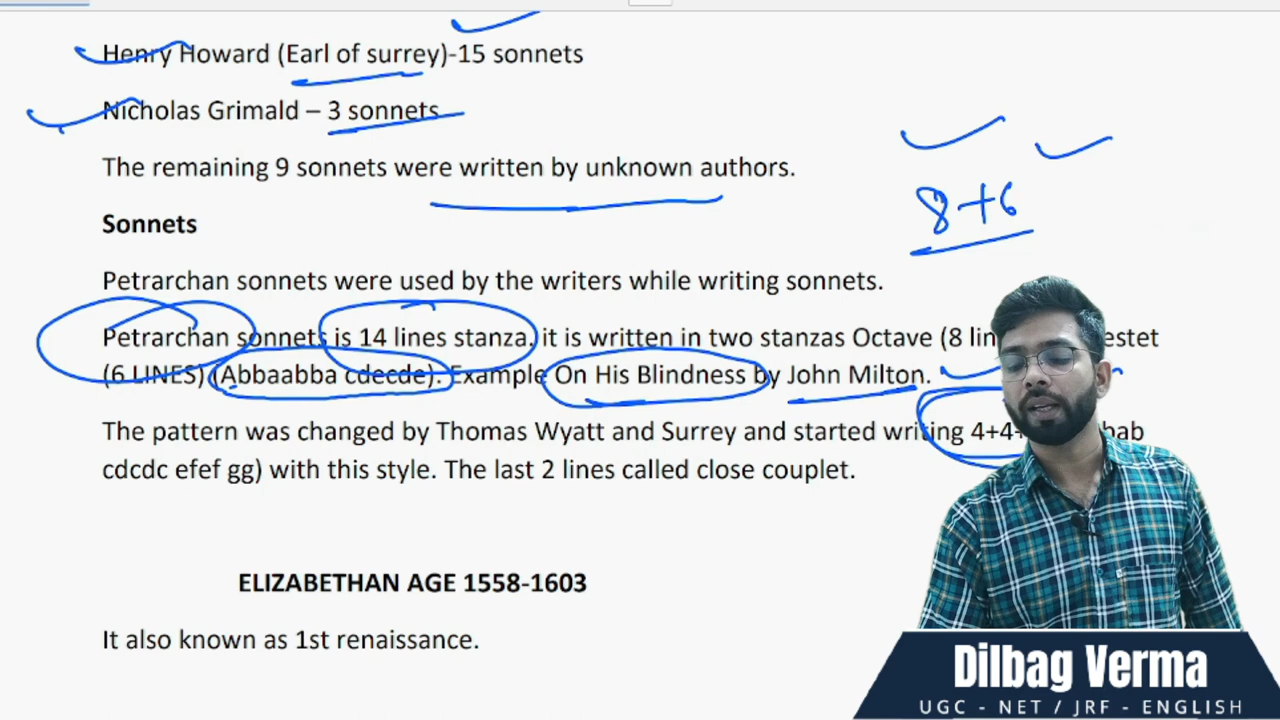 Henry Howard (Earl of surrey)-15 sonnets
Nicholas Grimald – 3 sonnets
The remaining 9 sonnets were written by unknown authors.
8+6
Sonnets
Petrarchan sonnets were used by the writers while writing sonnets.
Petrarchan sonnets is 14 lines stanza. it is written in two stanzas Octave (8
(6 LINES) (Abbaabba cdecde). Example On His Blindness by John Milton.
The pattern was changed by Thomas Wyatt and Surrey and started writing 4+4+
cdcdc efef gg) with this style. The last 2 lines called close couplet.
ELIZABETHAN AGE 1558-1603
It also known as 1st renaissance.
Dilbag Verma
UGC - NET / JRF - ENGLISH